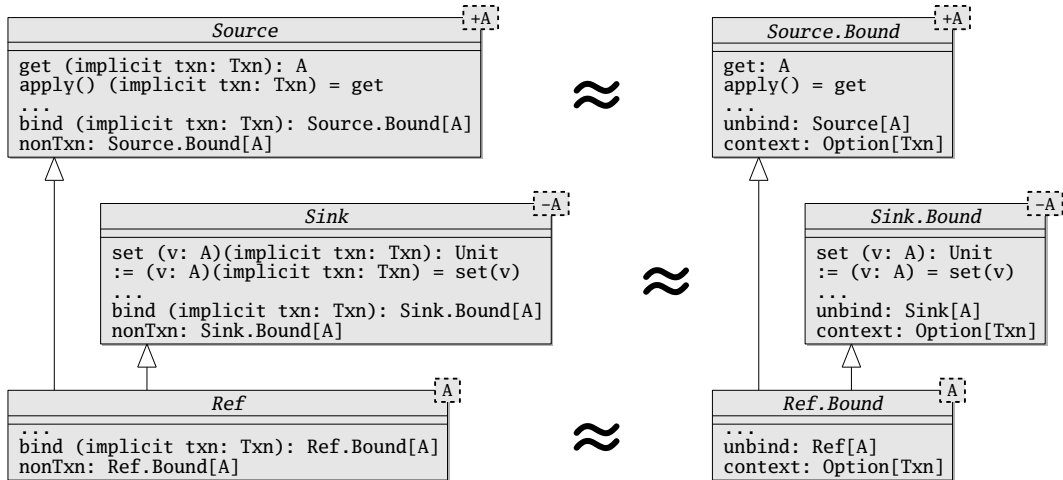 +A
Source
get (implicit txn: Txn): A
apply() (implicit txn: Txn) = get
...
bind (implicit txn: Txn): Source.Bound[A]
nonTxn: Source.Bound[A]
≈
+A
Source.Bound
get: A
apply() = get
...
unbind: Source[A]
context: Option[Txn]
−A
Sink
set (v: A)(implicit txn: Txn): Unit
:= (v: A)(implicit txn: Txn) = set(v)
...
bind (implicit txn: Txn): Sink.Bound[A]
nonTxn: Sink.Bound[A]
≈
−A
Sink.Bound
set (v: A): Unit
:= (v: A) = set(v)
...
unbind: Sink[A]
context: Option[Txn]
A
Ref
...
bind (implicit txn: Txn): Ref.Bound[A]
nonTxn: Ref.Bound[A]
≈
A
Ref.Bound
...
unbind: Ref[A]
context: Option[Txn]